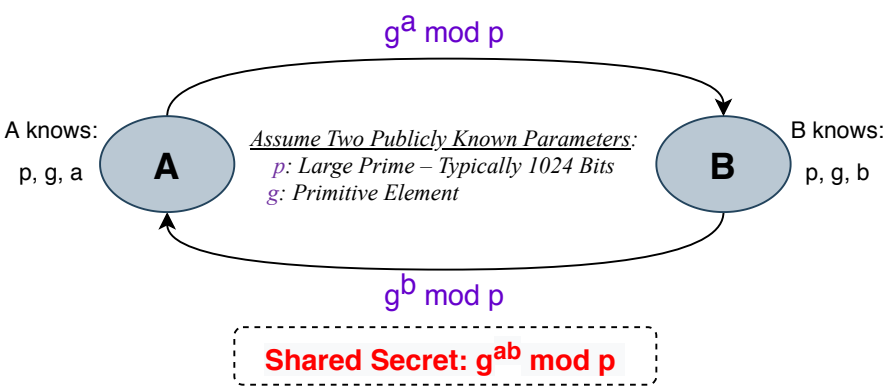 g^a mod p
A knows:
p, g, a
A
Assume Two Publicly Known Parameters:
p: Large Prime – Typically 1024 Bits
g: Primitive Element
B
B knows:
p, g, b
g^b mod p
Shared Secret: g^ab mod p